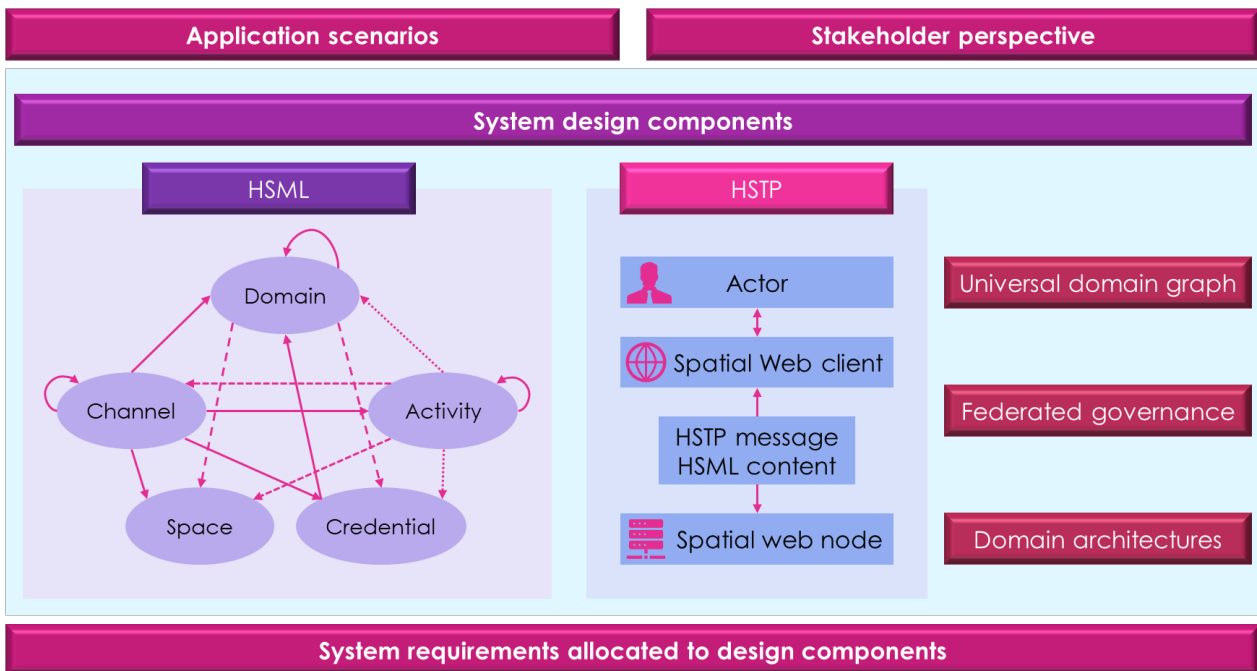 Application scenarios
Stakeholder perspective
System design components
HSML
HSTP
Domain
Channel
Activity
Space
Credential
Actor
Spatial Web client
HSTP message
HSML content
Spatial web node
Universal domain graph
Federated governance
Domain architectures
System requirements allocated to design components